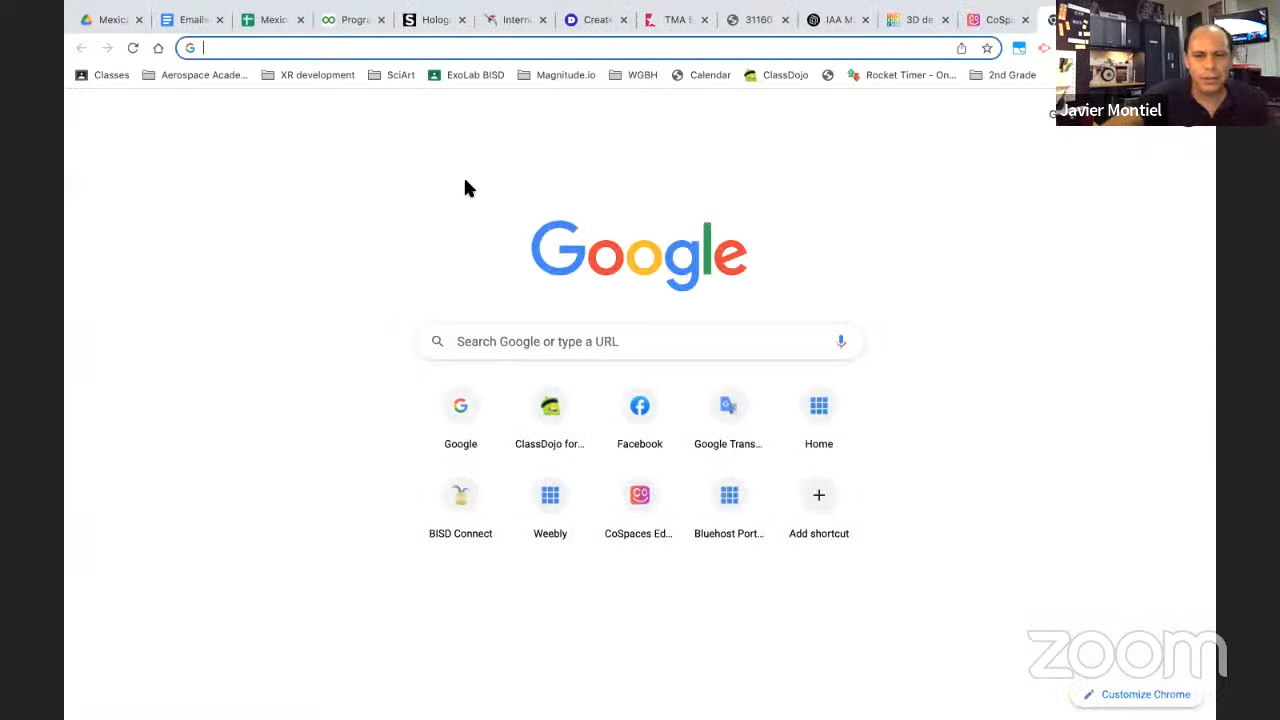 Mexica
Emails
Mexic
Progra
Holog
Intern
Create
TMA E
31160
IAA M
3D de
CoSp
Classes
Aerospace Acade...
XR development
SciArt
ExoLab BISD
Magnitude.io
WGBH
Calendar
ClassDojo
Rocket Timer - On...
2nd Grade
Javier Montiel
Google
Search Google or type a URL
Google
ClassDojo for...
Facebook
Google Trans...
Home
BISD Connect
Weebly
CoSpaces Ed...
Bluehost Port...
Add shortcut
zoom
Customize Chrome